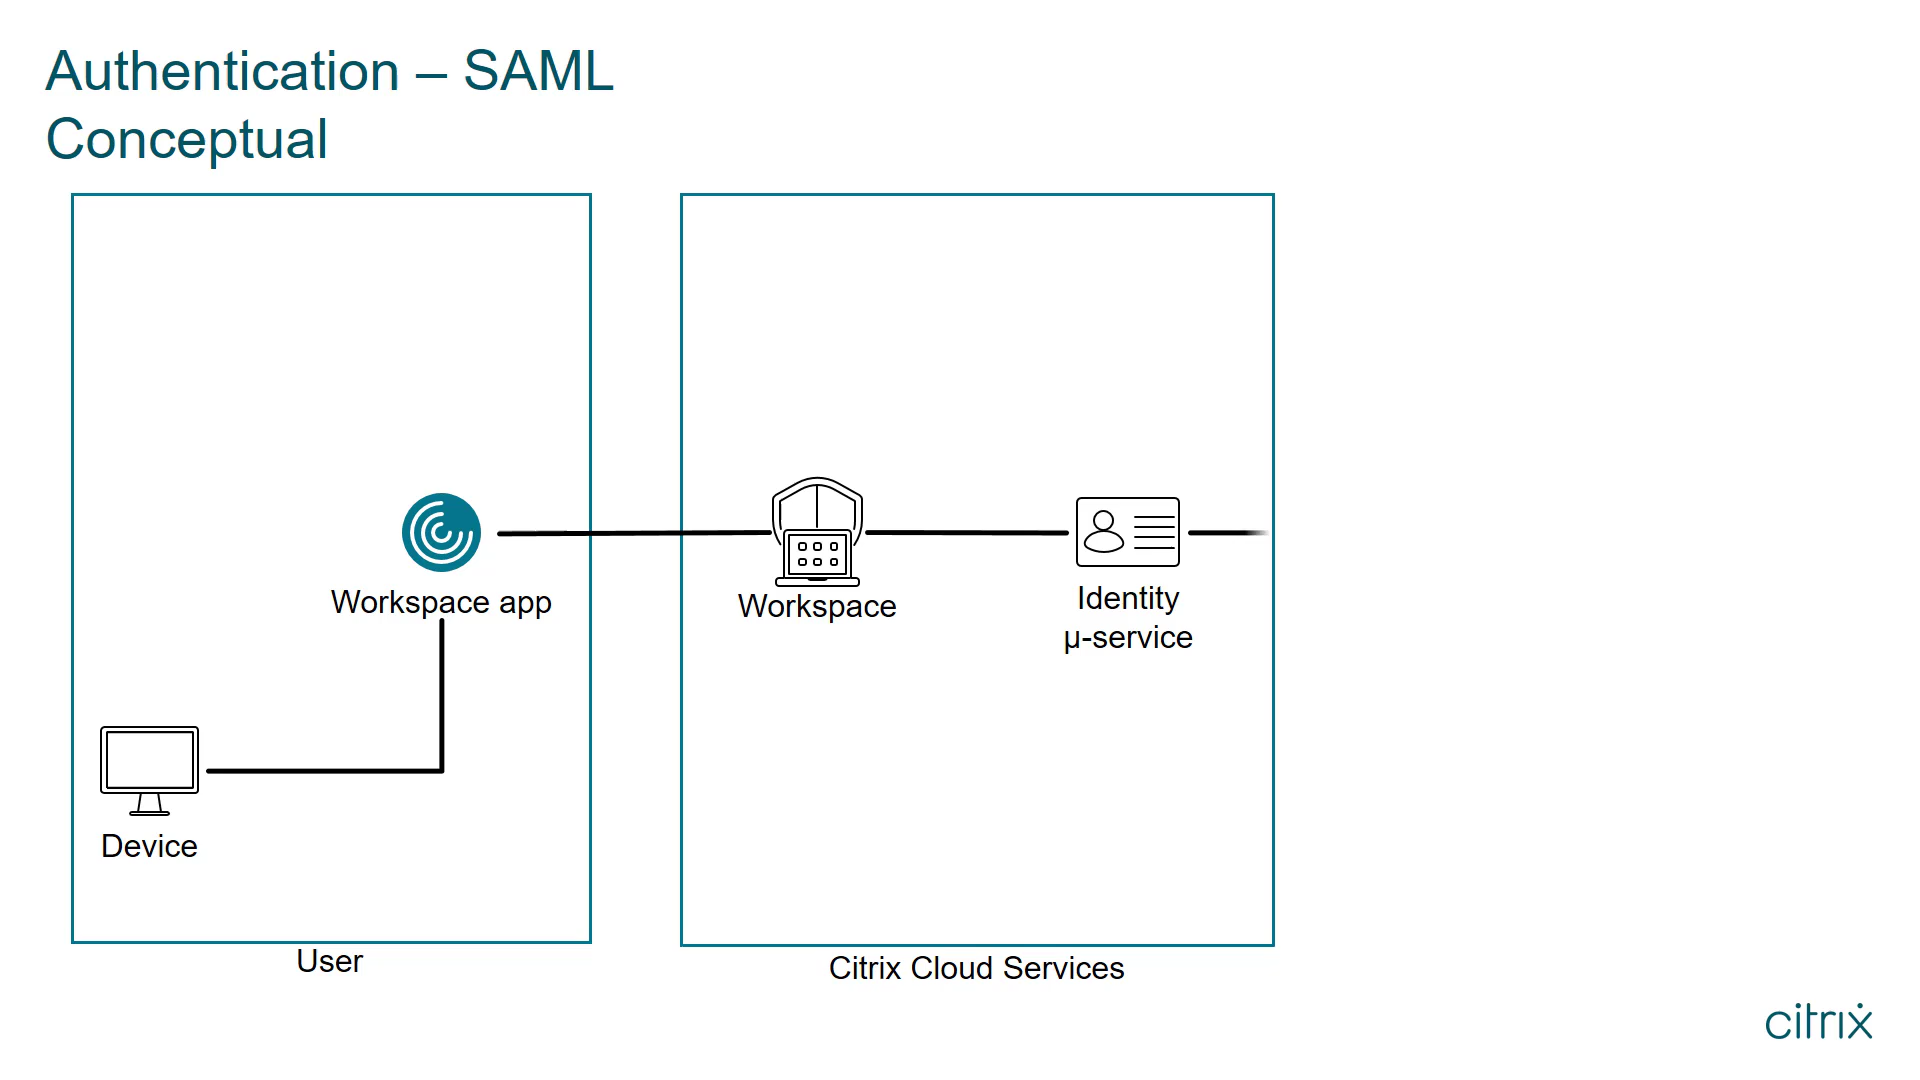 Authentication – SAML
Conceptual
Workspace app
Device
User
Workspace
Identity
μ-service
Citrix Cloud Services
citrix